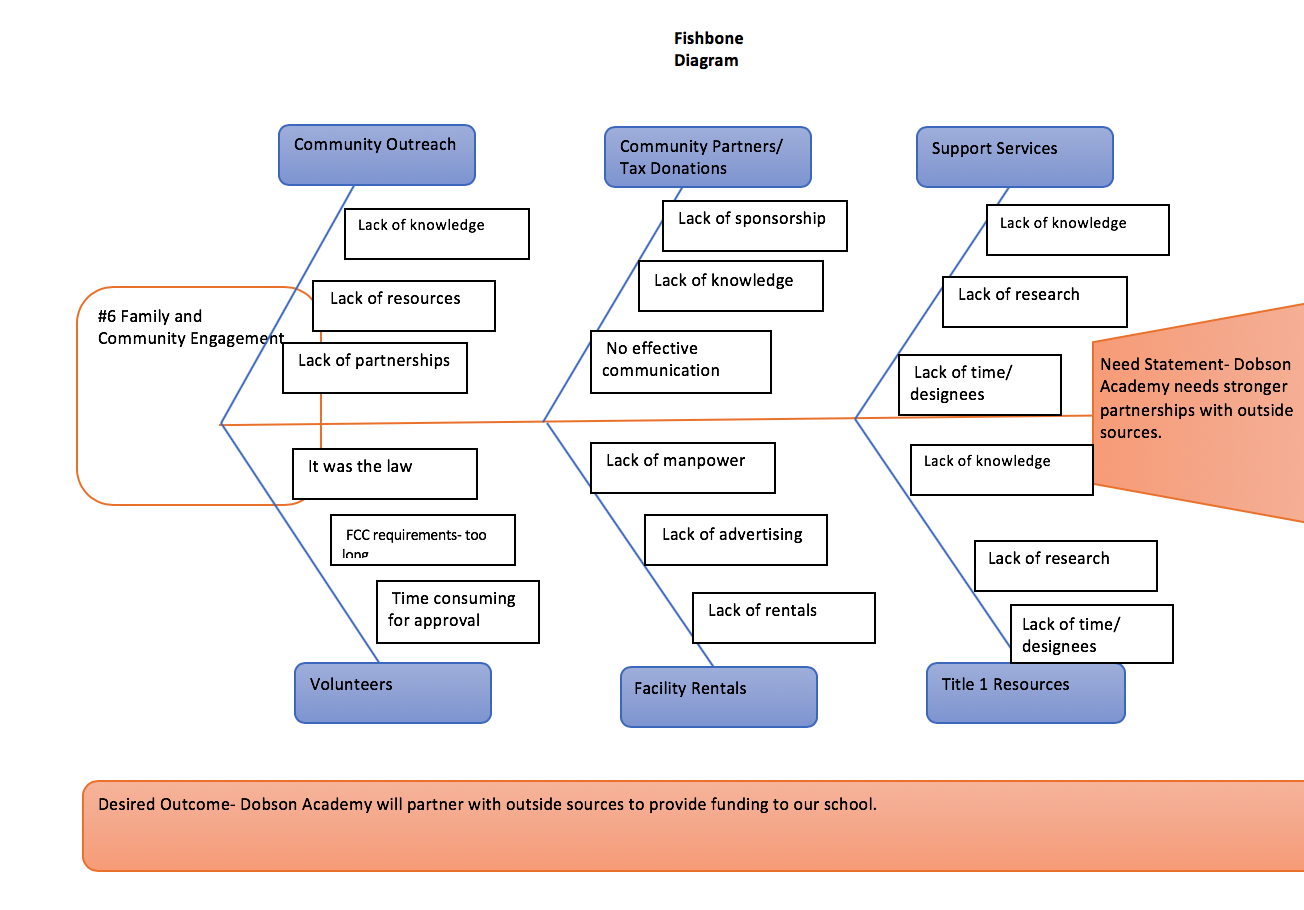 Fishbone
Diagram
Community Outreach
Community Partners/
Tax Donations
Support Services
Lack of knowledge
Lack of resources
Lack of partnerships
Lack of sponsorship
Lack of knowledge
No effective
communication
Lack of knowledge
Lack of research
Lack of time/
designees
#6 Family and
Community Engagement
Need Statement- Dobson
Academy needs stronger
partnerships with outside
sources.
It was the law
FCC requirements- too
long
Time consuming
for approval
Lack of manpower
Lack of advertising
Lack of rentals
Lack of knowledge
Lack of research
Lack of time/
designees
Volunteers
Facility Rentals
Title 1 Resources
Desired Outcome- Dobson Academy will partner with outside sources to provide funding to our school.